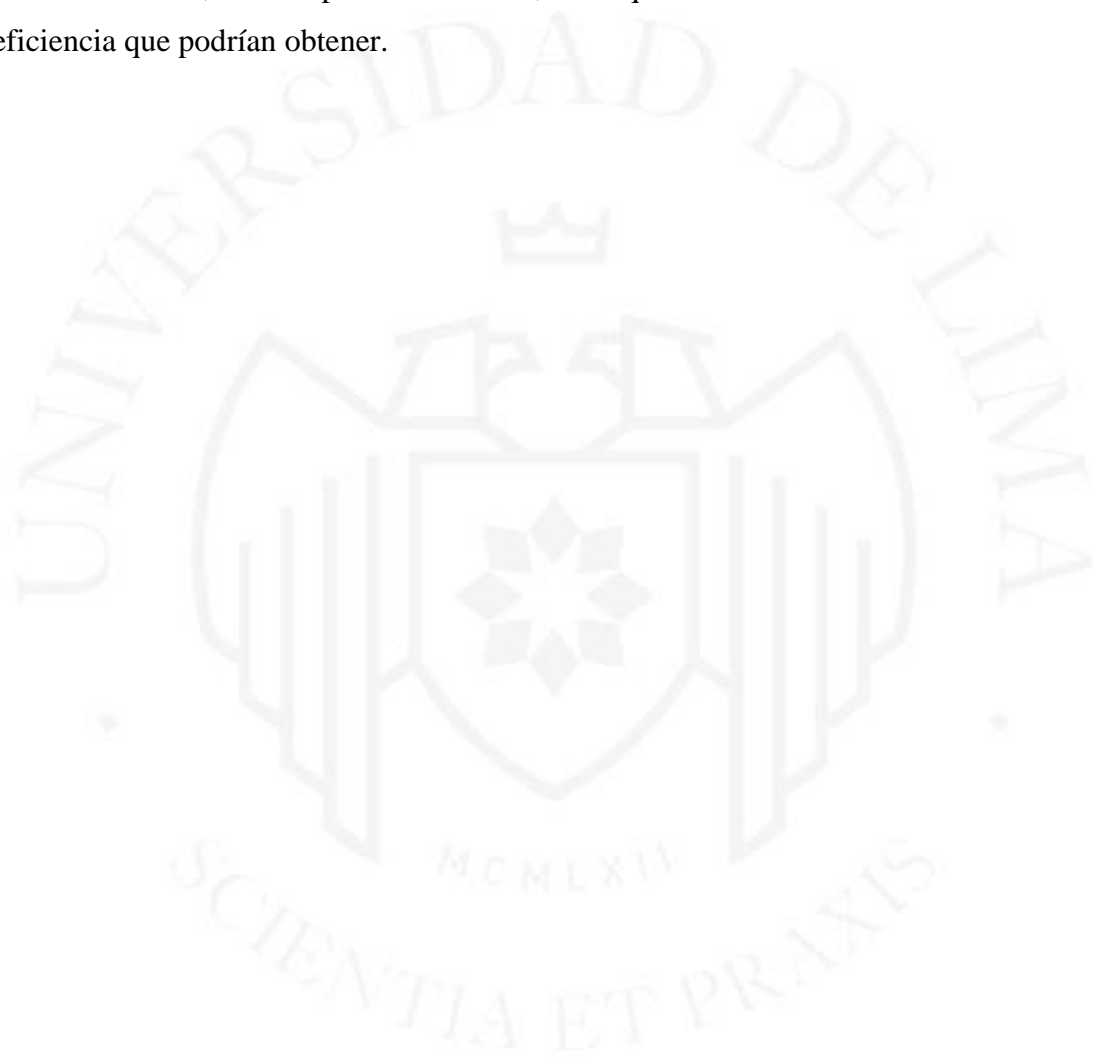 eficiencia que podrían obtener.
UNIVERSIDAD DE LIMA
MCMLXII
SCIENTIA ET PRAXIS